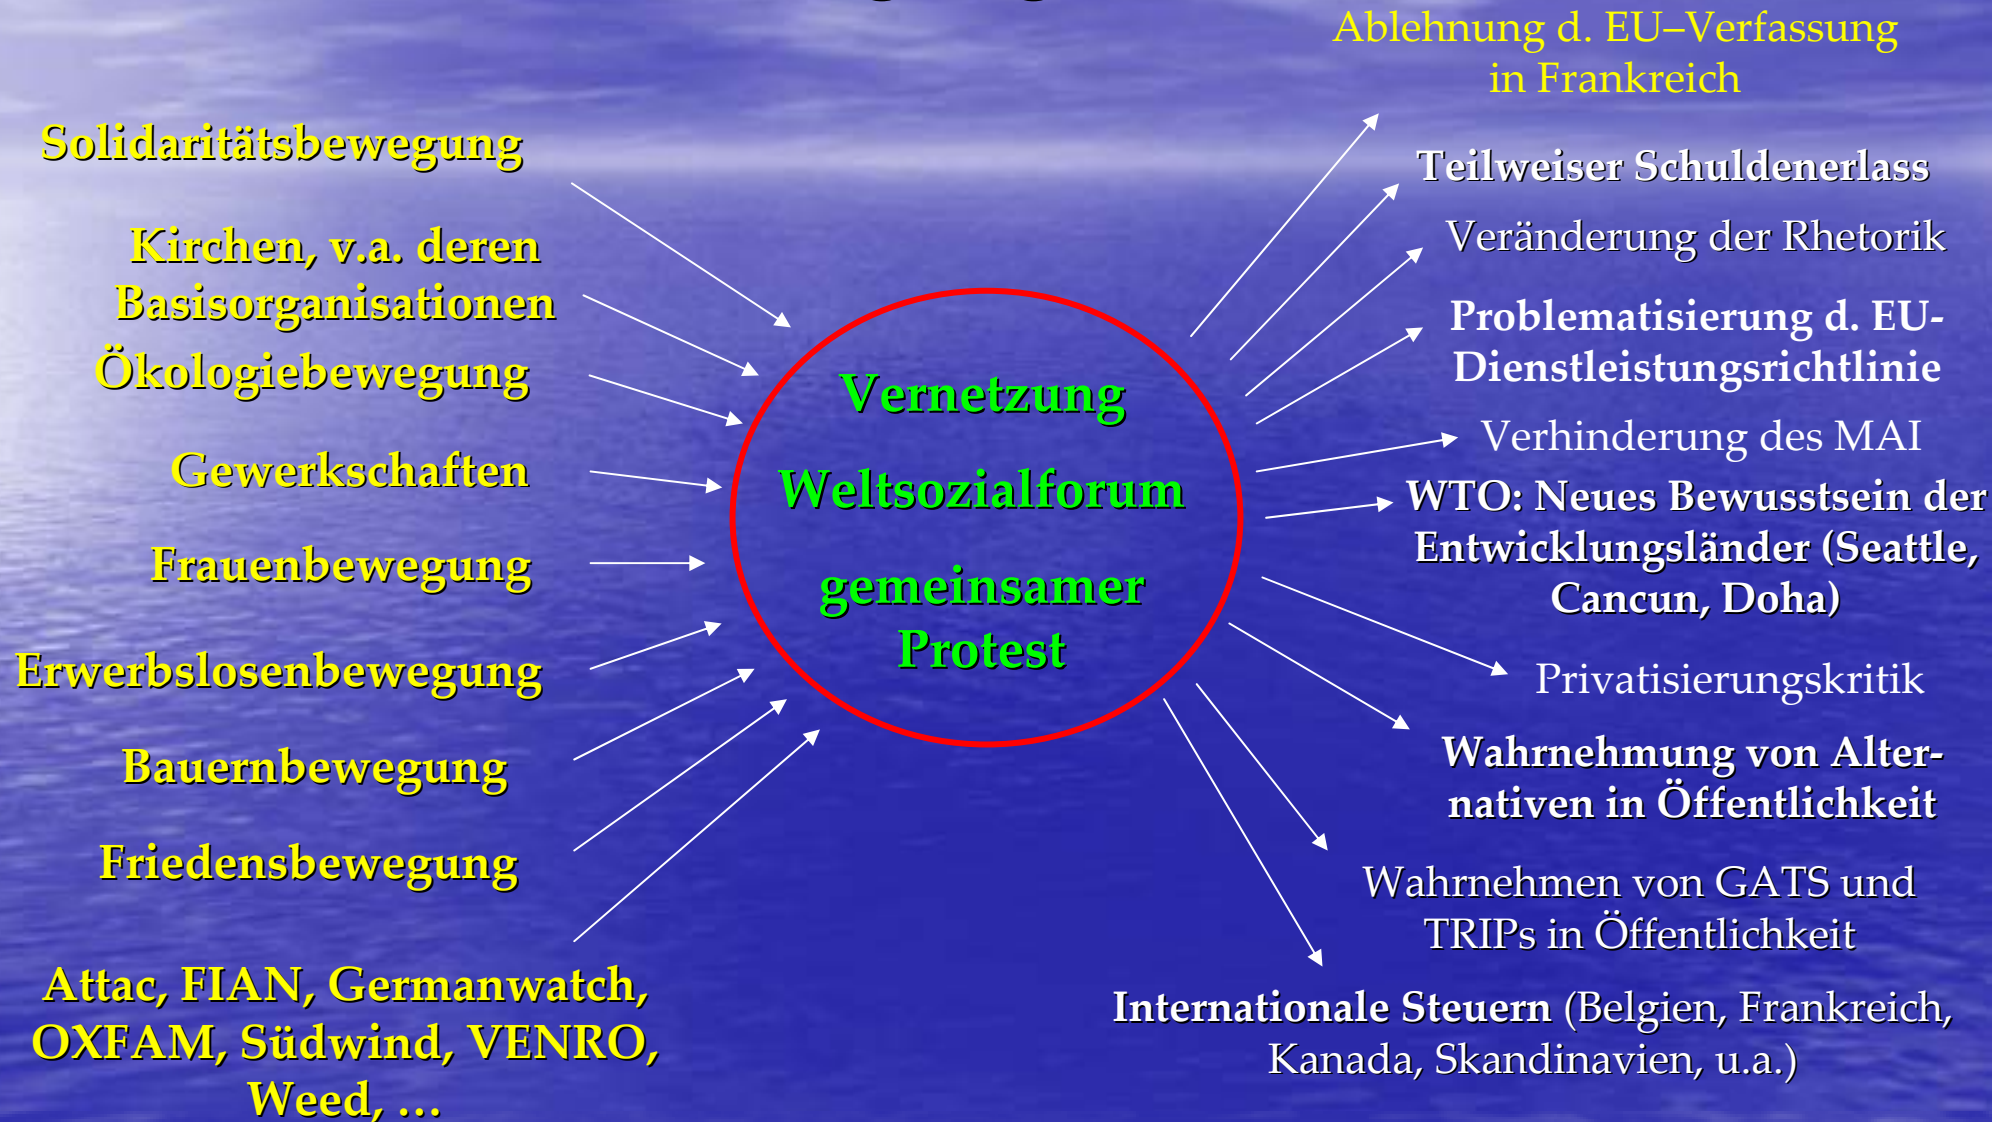 Solidaritätsbewegung
Kirchen, v.a. deren
Basisorganisationen
Ökologiebewegung
Gewerkschaften
Frauenbewegung
Erwerbslosenbewegung
Bauernbewegung
Friedensbewegung
Attac, FIAN, Germanwatch,
OXFAM, Südwind, VENRO,
Weed, …
Vernetzung
Weltsozialforum
gemeinsamer
Protest
Ablehnung d. EU–Verfassung
in Frankreich
Teilweiser Schuldenerlass
Veränderung der Rhetorik
Problematisierung d. EU-
Dienstleistungsrichtlinie
Verhinderung des MAI
WTO: Neues Bewusstsein der
Entwicklungsländer (Seattle,
Cancun, Doha)
Privatisierungskritik
Wahrnehmung von Alter-
nativen in Öffentlichkeit
Wahrnehmen von GATS und
TRIPs in Öffentlichkeit
Internationale Steuern (Belgien, Frankreich,
Kanada, Skandinavien, u.a.)